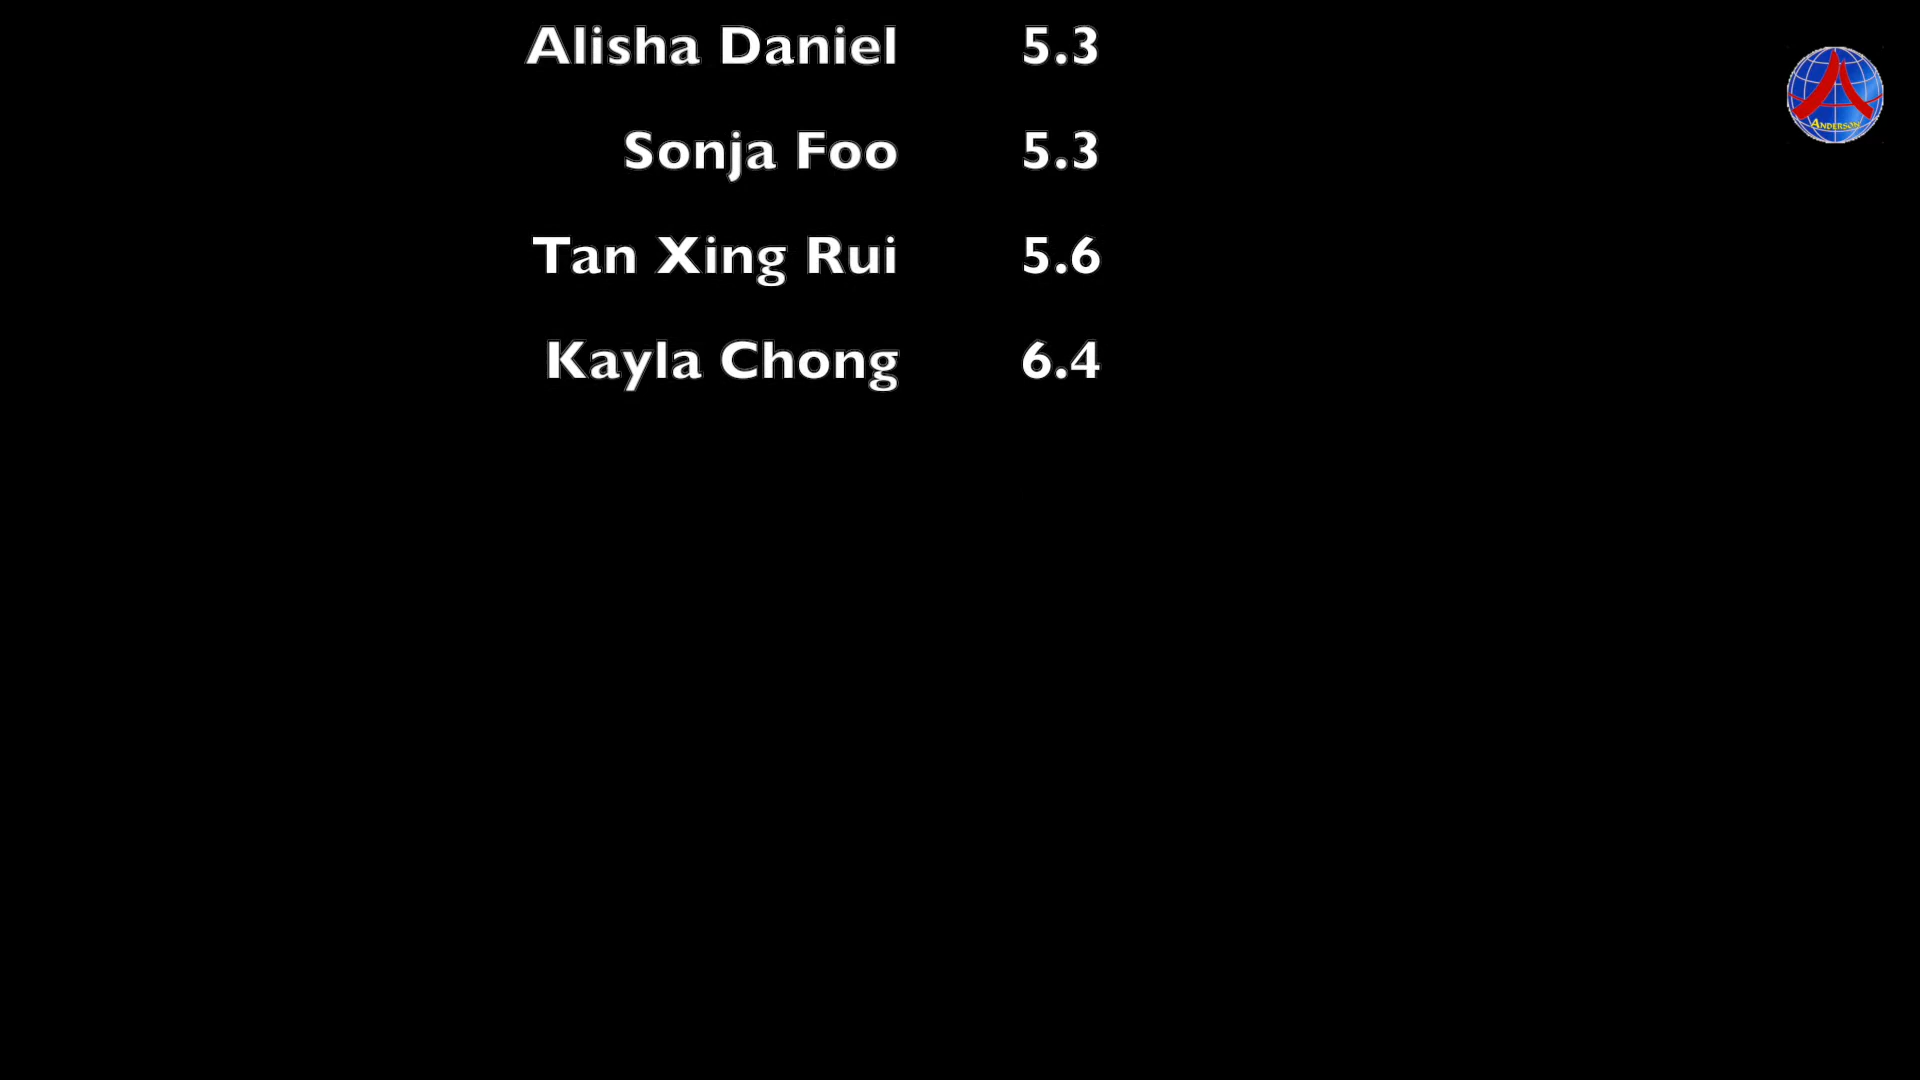 Alisha Daniel 5.3
Sonja Foo 5.3
Tan Xing Rui 5.6
Kayla Chong 6.4
ANDERSON